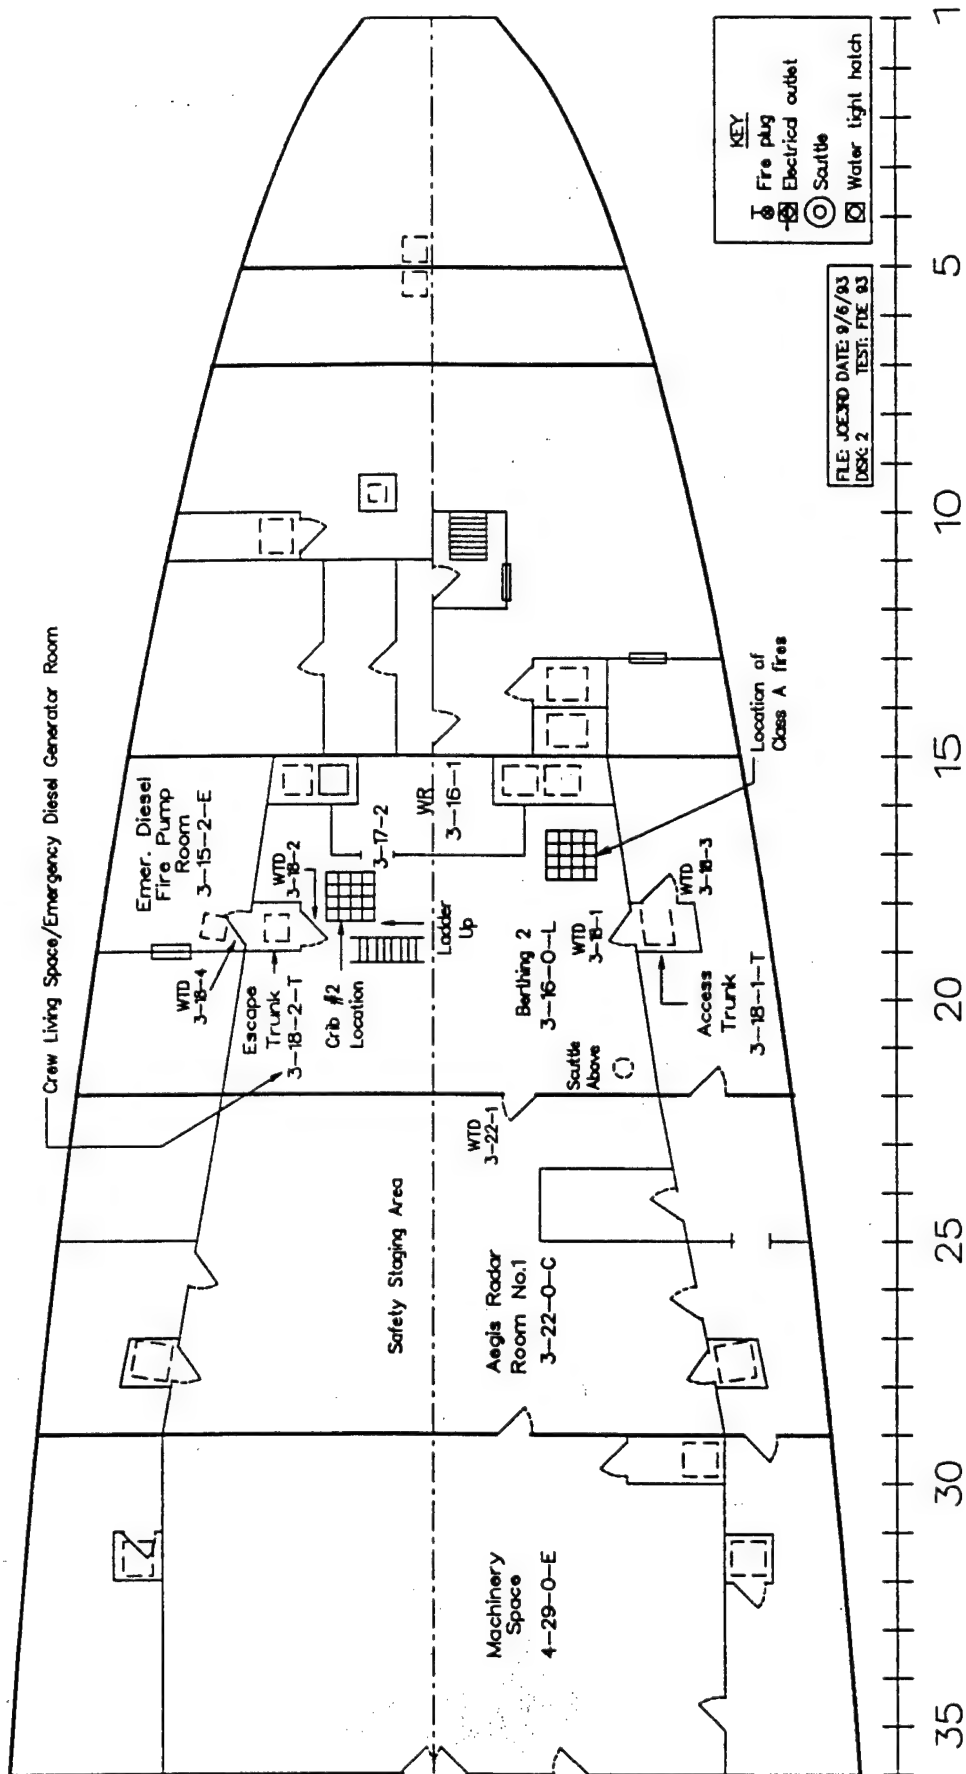 Crew Living Space/Emergency Diesel Generator Room
Emer. Diesel
Fire Pump
Room
3-15-2-E
WTD
3-18-4
WTD
3-18-2
Escape
Trunk
3-18-2-T
Crib #2
Location
Ladder
Up
3-17-2
WR
3-16-1
Berthing 2
3-16-0-L
WTD
3-18-1
WTD
3-18-3
Access
Trunk
3-18-1-T
Scuttle
Above
Location of
Class A fires
WTD
3-22-1
Safety Staging Area
Aegis Radar
Room No.1
3-22-0-C
Machinery
Space
4-29-0-E
KEY
Fire plug
Electrical outlet
Scuttle
Water tight hatch
FILE: JOE3RD DATE: 9/6/93
DISK: 2 TEST: FDE 93
35
30
25
20
15
10
5
1